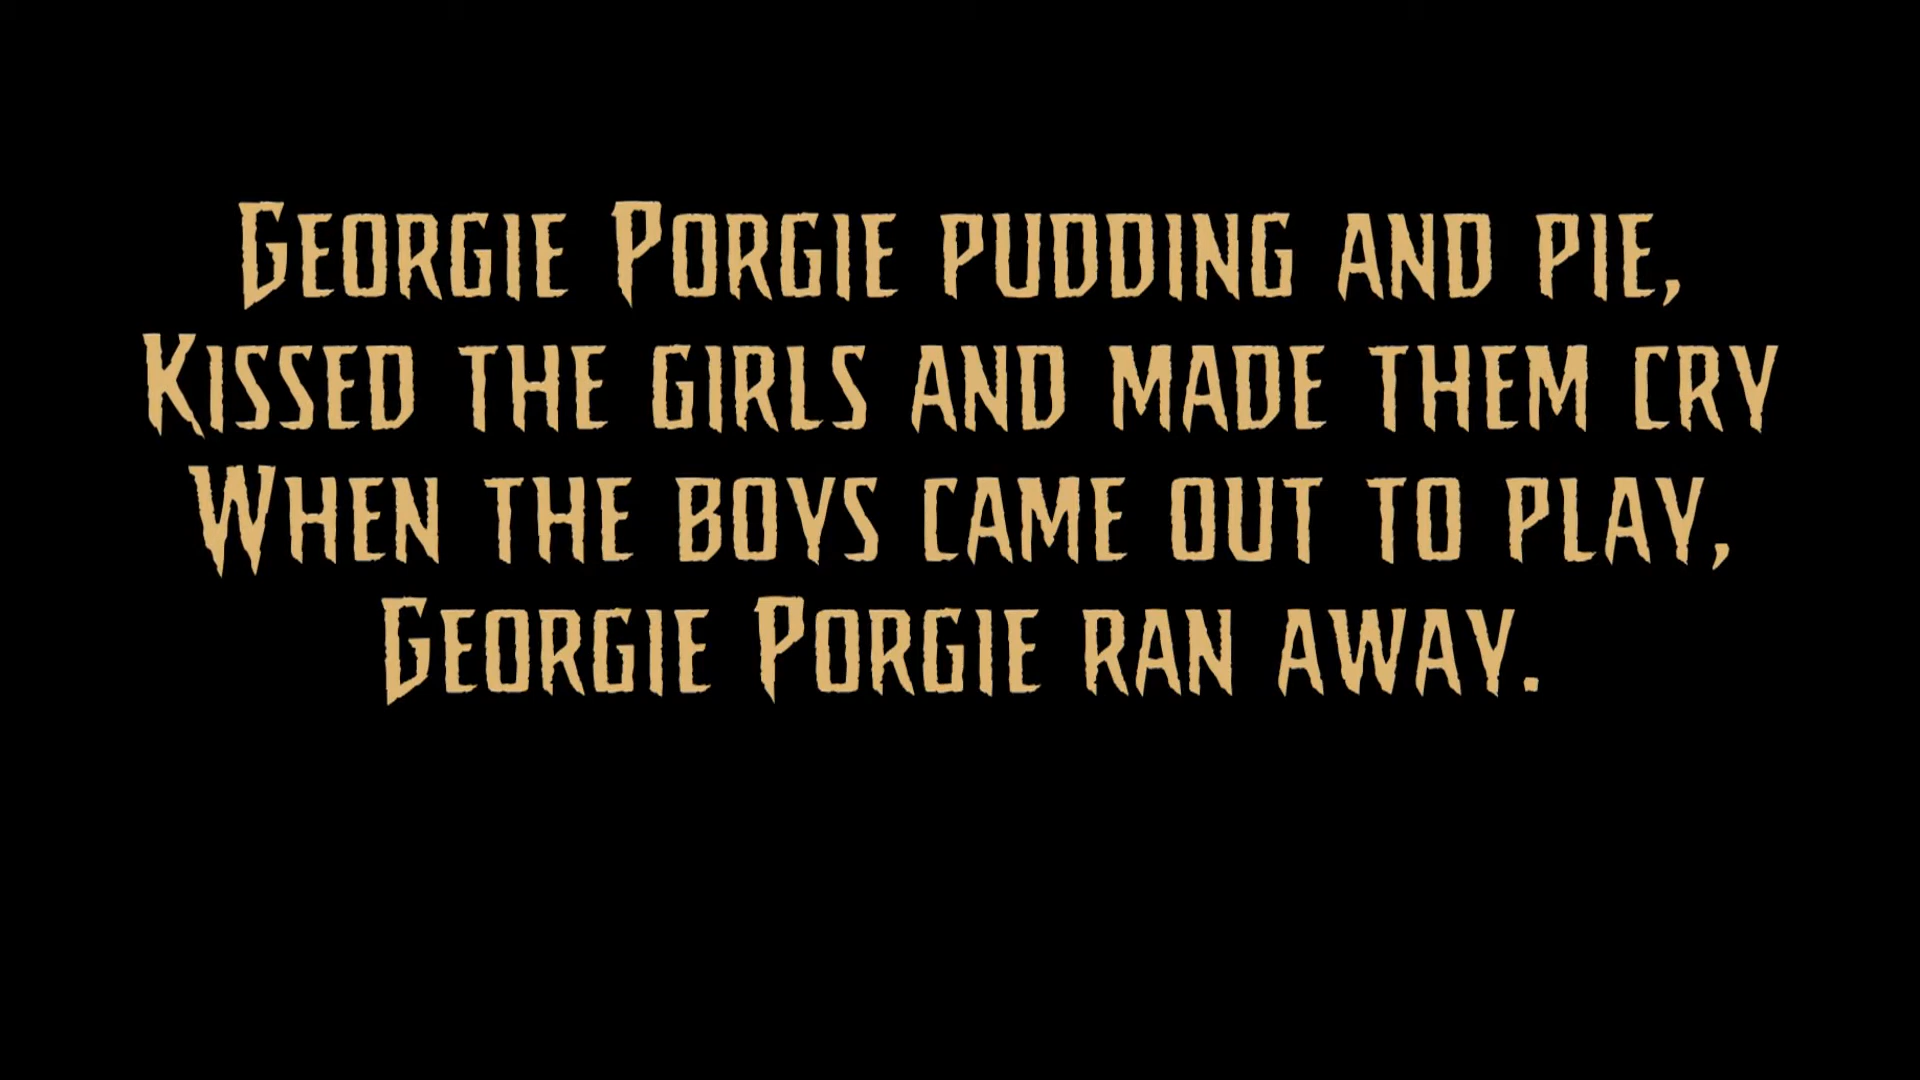 Georgie Porgie pudding and pie,
Kissed the girls and made them cry
When the boys came out to play,
Georgie Porgie ran away.